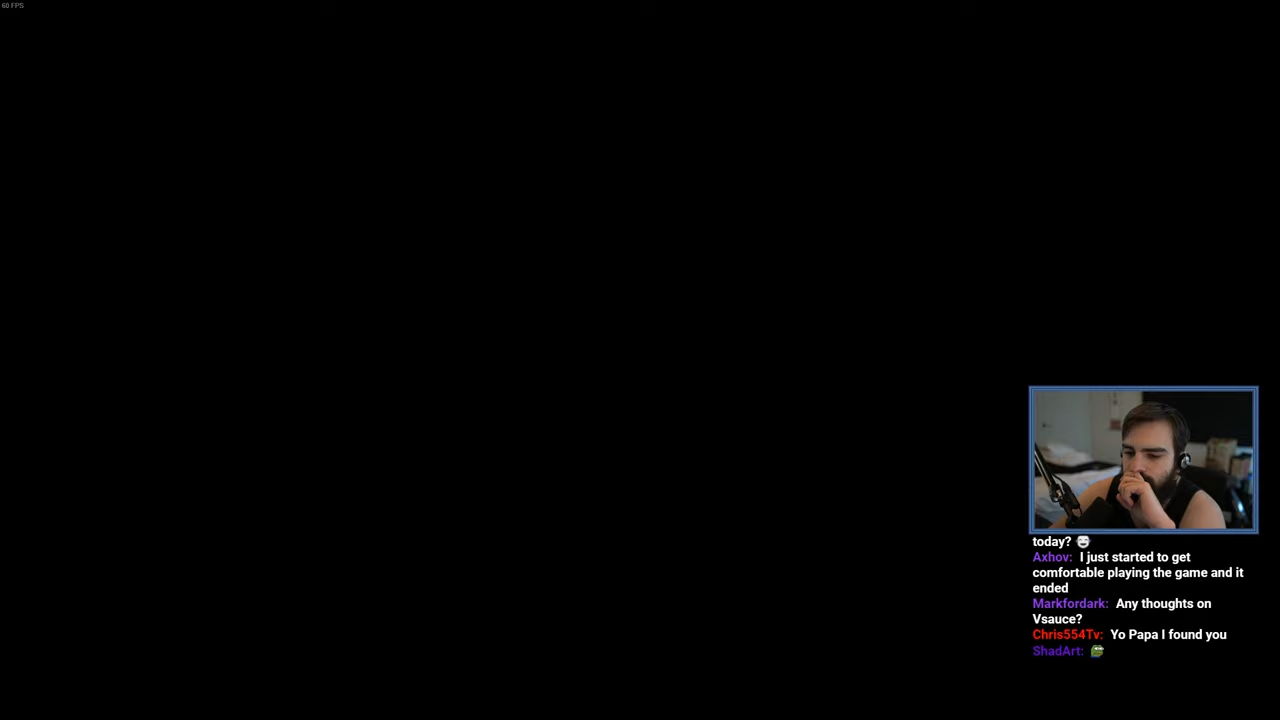 60 FPS
today?
Axhov: I just started to get
comfortable playing the game and it
ended
Markfordark: Any thoughts on
Vsauce?
Chris554Tv: Yo Papa I found you
ShadArt: